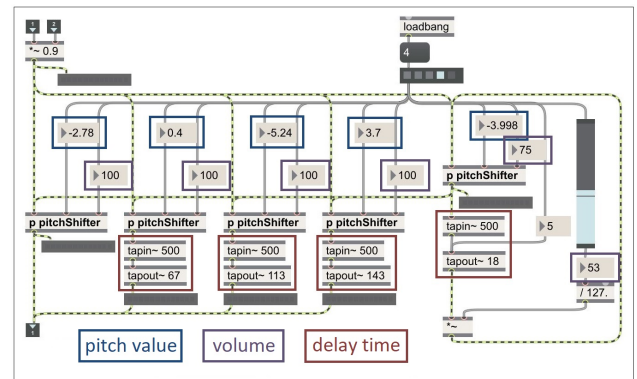 1 2
loadbang
*~ 0.9
4
-2.78
0.4
-5.24
3.7
-3.998
100
100
100
100
75
p pitchShifter
p pitchShifter
p pitchShifter
p pitchShifter
p pitchShifter
tapin~ 500
tapin~ 500
tapin~ 500
tapin~ 500
5
tapout~ 67
tapout~ 113
tapout~ 143
tapout~ 18
53
/ 127.
*~
1
pitch value
volume
delay time